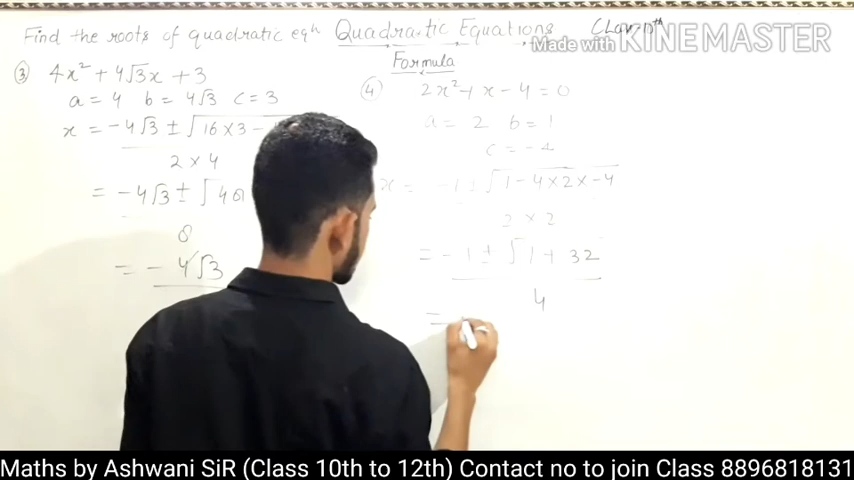 Find the roots of quadratic eqn Quadratic Equations
Made with KINEMASTER
Formula
③ 4x² + 4√3x + 3
a = 4 b = 4√3 c = 3
x = -4√3 ± √16×3 -
2 × 4
= -4√3 ±
8
= -4√3
④ 2x² + x - 4 = 0
a = 2 b = 1
c = -4
x = -1 ± √1 - 4×2×-4
2 × 2
= -1 ± √1 + 32
4
=
Maths by Ashwani SiR (Class 10th to 12th) Contact no to join Class 8896818131